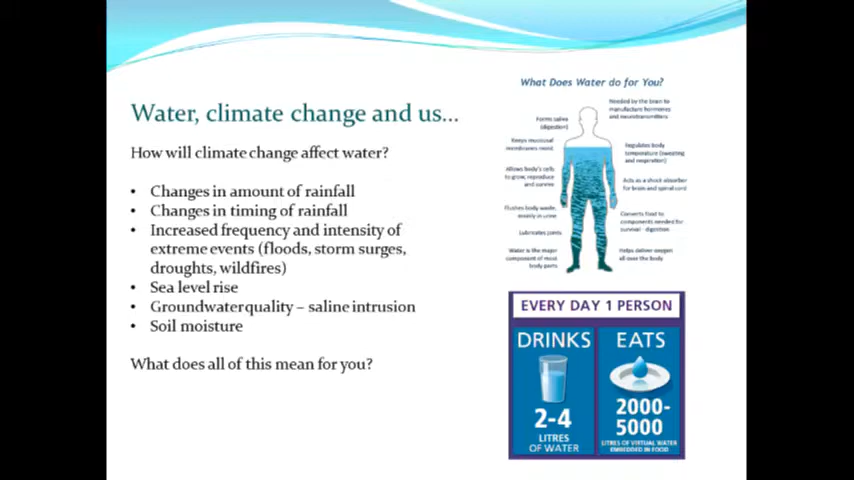 Water, climate change and us...
How will climate change affect water?
• Changes in amount of rainfall
• Changes in timing of rainfall
• Increased frequency and intensity of
extreme events (floods, storm surges,
droughts, wildfires)
• Sea level rise
• Groundwater quality – saline intrusion
• Soil moisture
What does all of this mean for you?
What Does Water do for You?
Needed by the brain to
manufacture hormones
and neurotransmitters
Forms saliva
(digestion)
Keeps mucosual
membranes moist
Regulates body
temperature (sweating
and respiration)
Allows body's cells
to grow, reproduce
and survive
Acts as a shock absorber
for brain and spinal cord
Flushes body waste,
mainly in urine
Converts food to
components needed for
survival - digestion
Lubricates joints
Water is the major
component of most
body parts
Helps deliver oxygen
all over the body
EVERY DAY 1 PERSON
DRINKS
2-4
LITRES
OF WATER
EATS
2000-
5000
LITRES OF VIRTUAL WATER
EMBEDDED IN FOOD